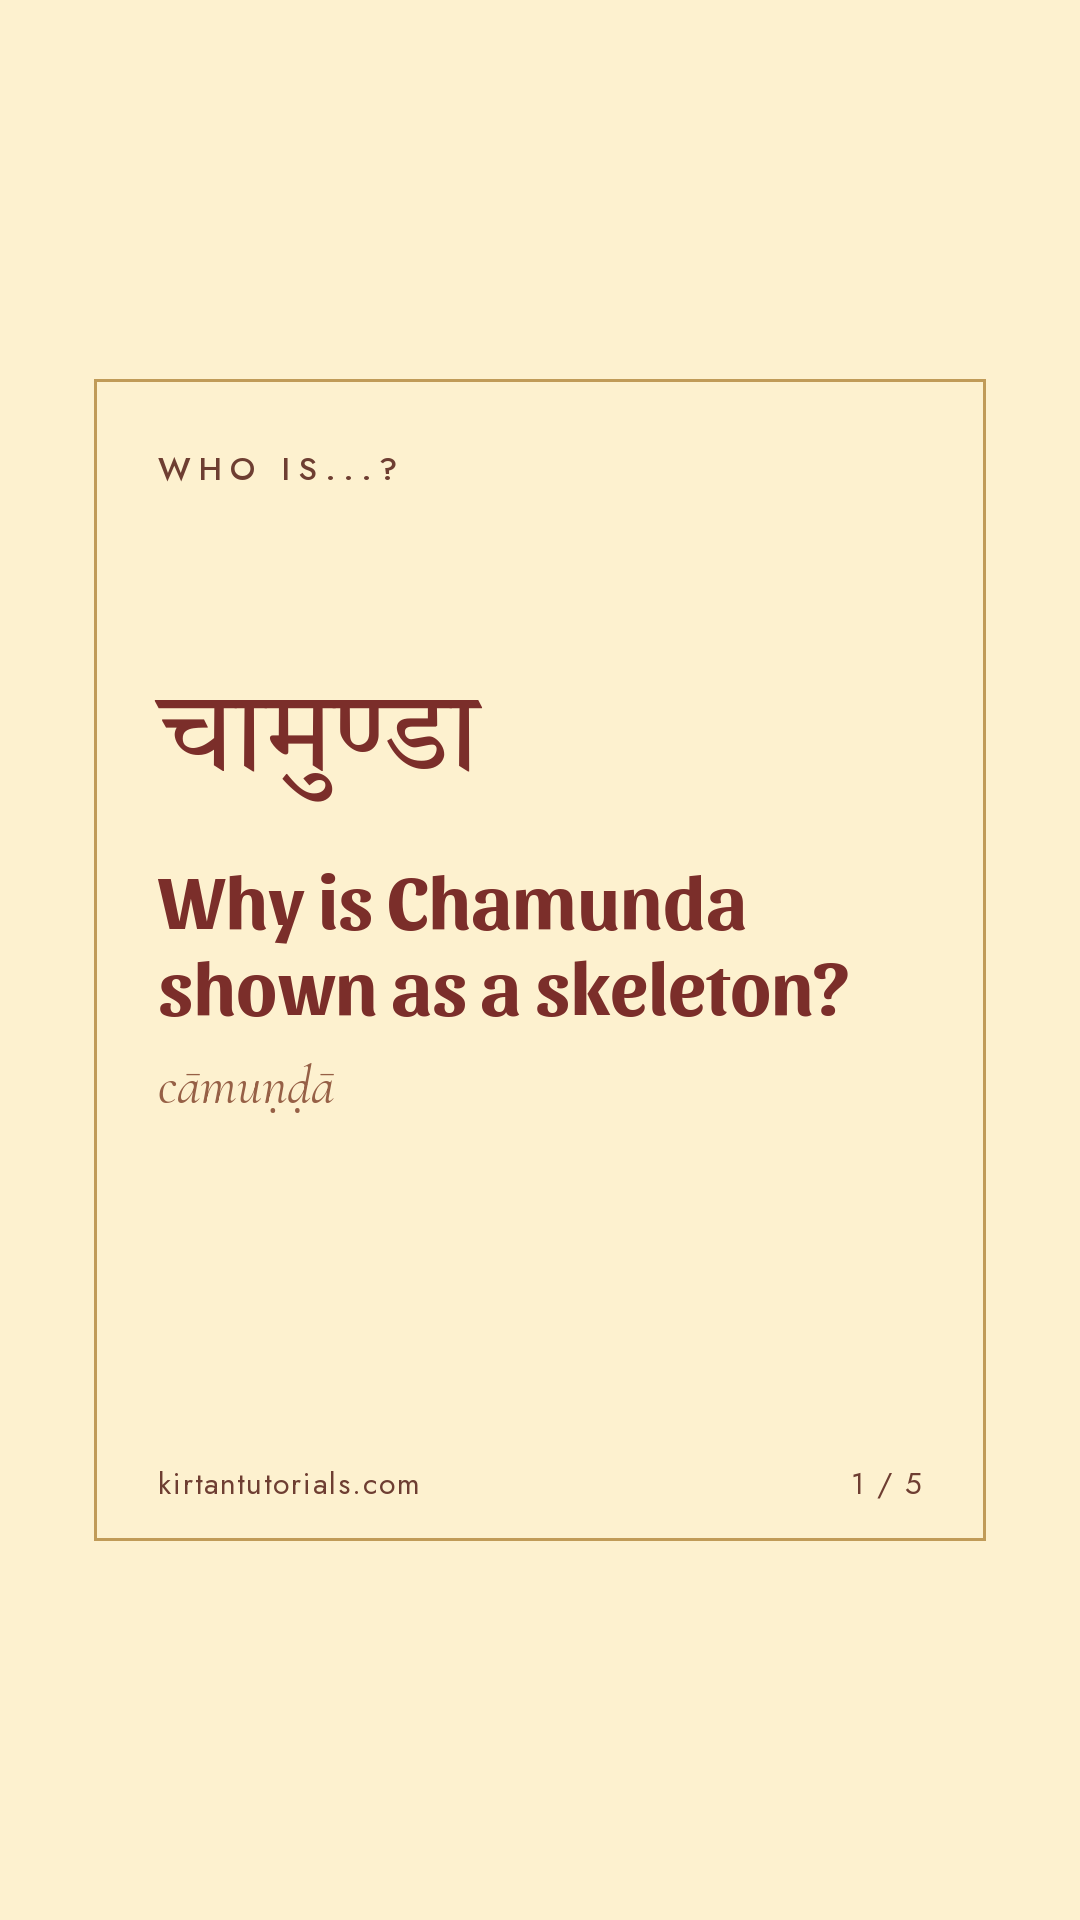 WHO IS...?
चामुण्डा
Why is Chamunda
shown as a skeleton?
cāmuṇḍā
kirtantutorials.com
1 / 5